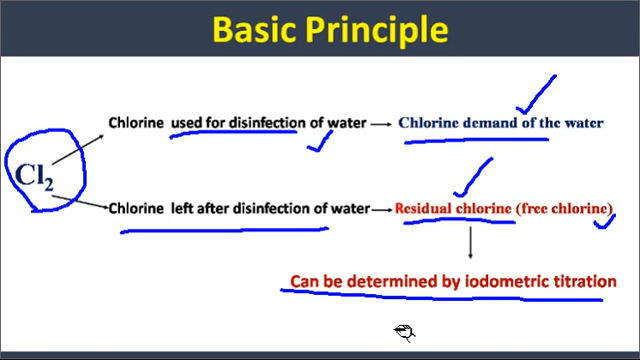 Basic Principle
Chlorine used for disinfection of water → Chlorine demand of the water
Cl₂
Chlorine left after disinfection of water → Residual chlorine (free chlorine)
Can be determined by iodometric titration